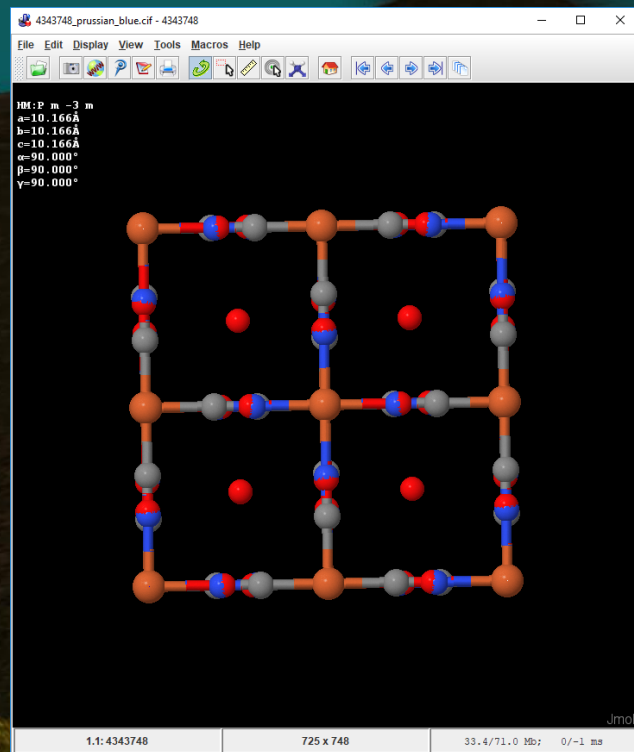 4343748_prussian_blue.cif - 4343748
File Edit Display View Tools Macros Help
HM:P m -3 m
a=10.166Å
b=10.166Å
c=10.166Å
α=90.000°
β=90.000°
γ=90.000°
Jmol
1.1: 4343748 725 x 748 33.4/71.0 Mb; 0/-1 ms